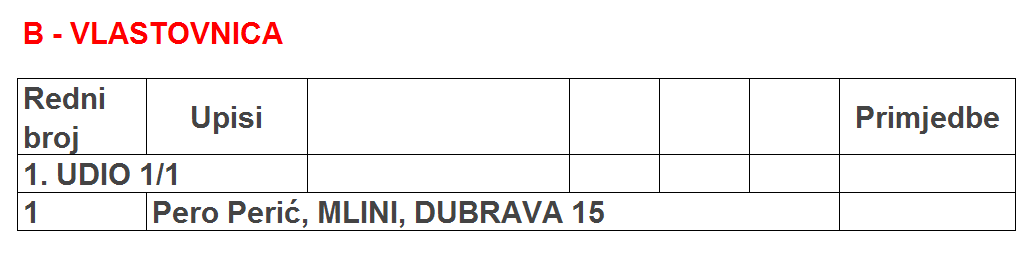 B - VLASTOVNICA
Redni
broj
Upisi
Primjedbe
1. UDIO 1/1
1
Pero Perić, MLINI, DUBRAVA 15